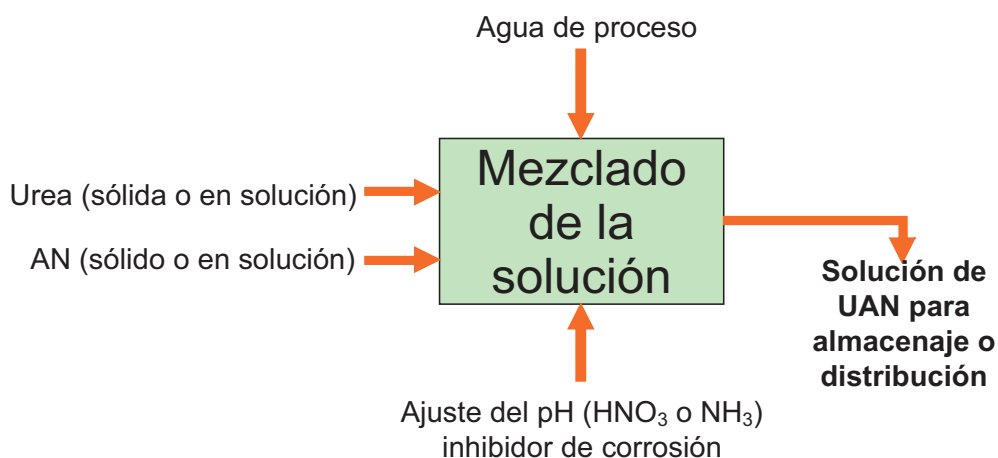 Agua de proceso
Urea (sólida o en solución)
AN (sólido o en solución)
Mezclado
de la
solución
Solución de
UAN para
almacenaje o
distribución
Ajuste del pH (HNO₃ o NH₃)
inhibidor de corrosión